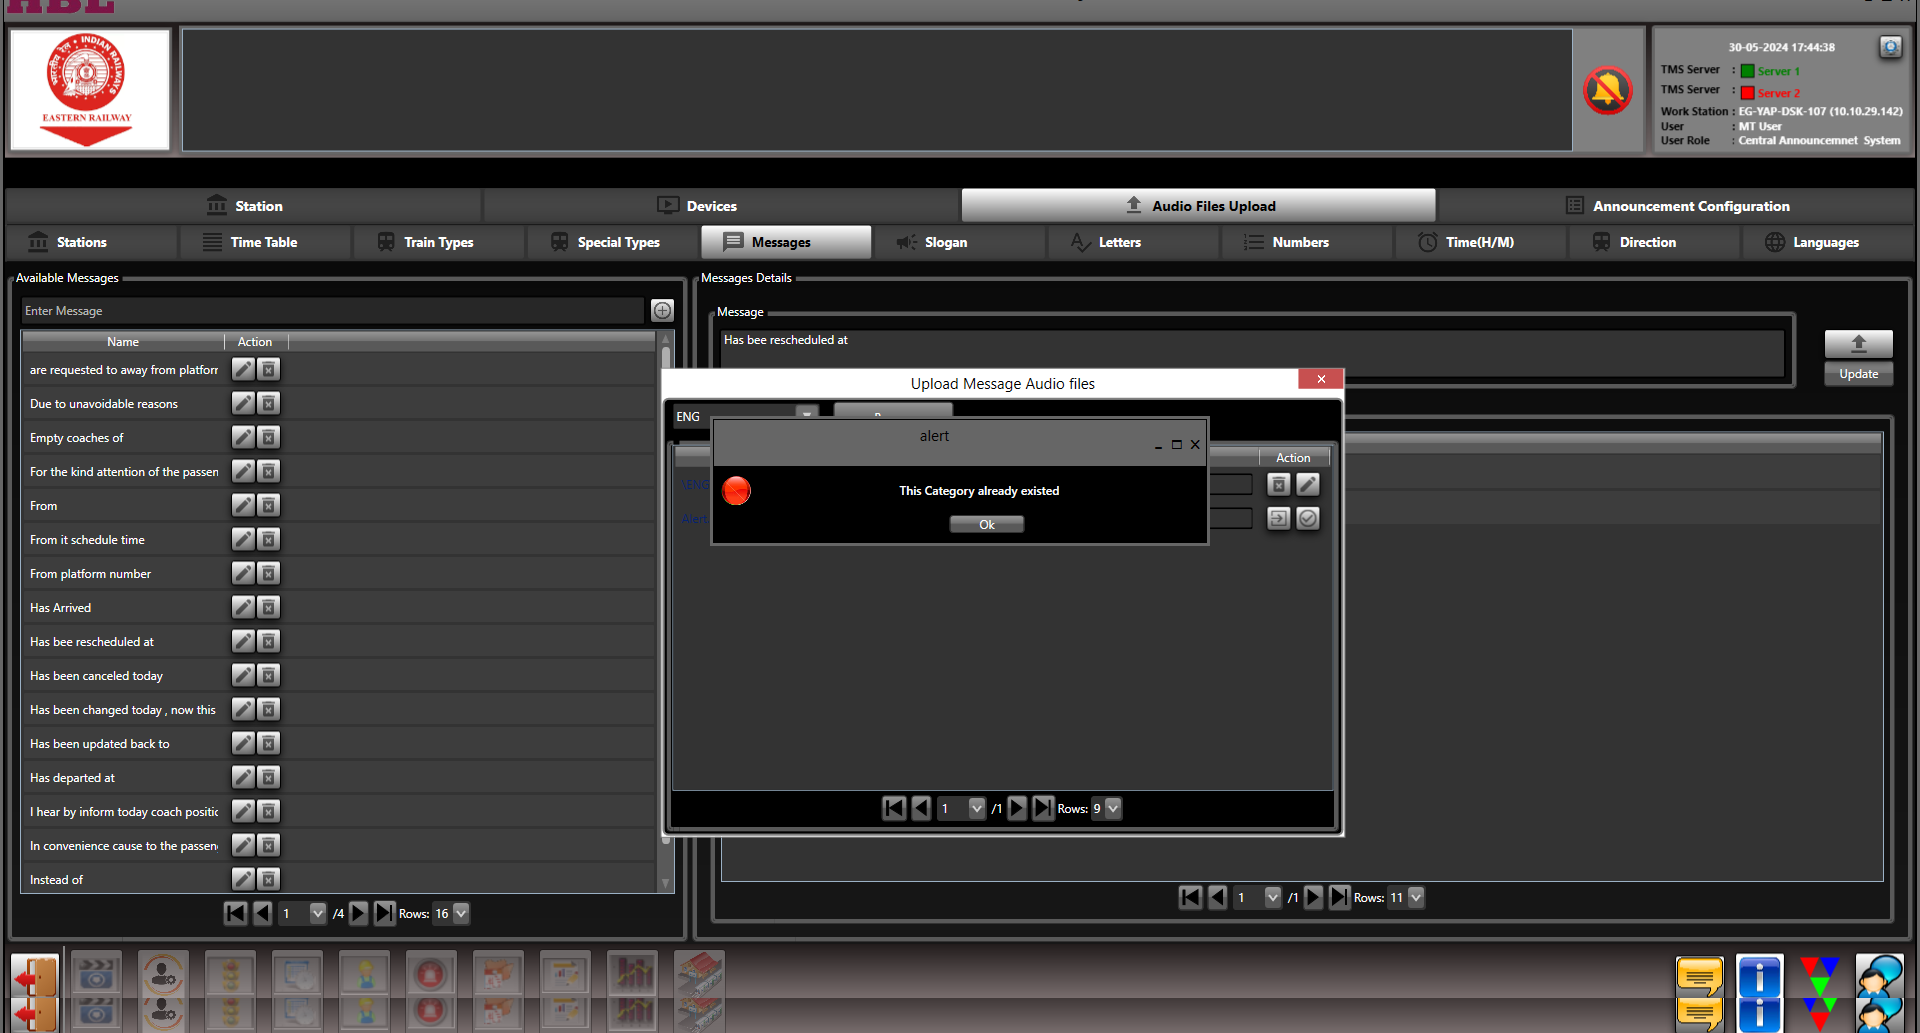 HBL
INDIAN RAILWAYS
EASTERN RAILWAY
30-05-2024 17:44:38
TMS Server : Server 1
TMS Server : Server 2
Work Station : EG-YAP-DSK-107 (10.10.29.142)
User : MT User
User Role : Central Announcemnet System
Station
Devices
Audio Files Upload
Announcement Configuration
Stations
Time Table
Train Types
Special Types
Messages
Slogan
Letters
Numbers
Time(H/M)
Direction
Languages
Available Messages
Enter Message
Name Action
are requested to away from platforr
Due to unavoidable reasons
Empty coaches of
For the kind attention of the passen
From
From it schedule time
From platform number
Has Arrived
Has bee rescheduled at
Has been canceled today
Has been changed today , now this
Has been updated back to
Has departed at
I hear by inform today coach positic
In convenience cause to the passen
Instead of
1 /4 Rows: 16
Messages Details
Message
Has bee rescheduled at
Update
Upload Message Audio files
ENG
alert
Action
\ENG
This Category already existed
Alert
Ok
1 /1 Rows: 9
1 /1 Rows: 11